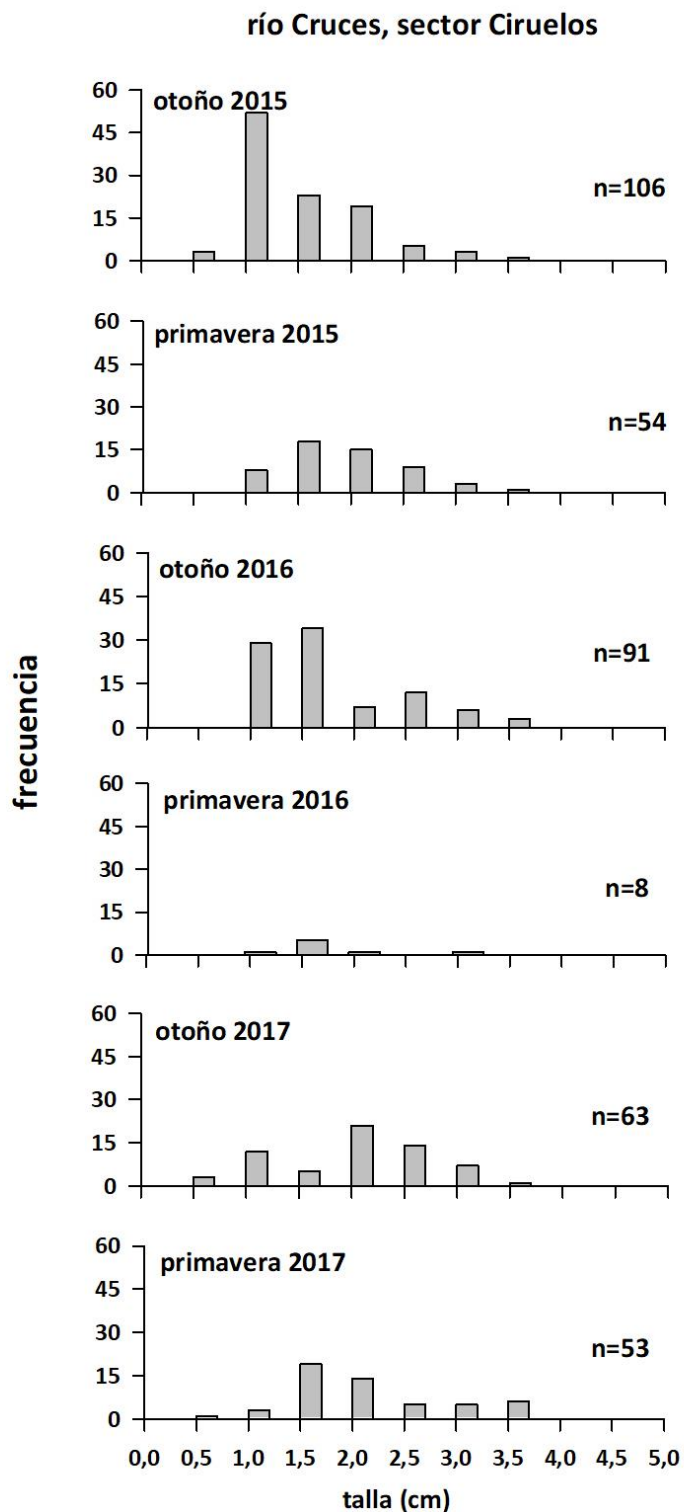 río Cruces, sector Ciruelos
60
otoño 2015
45
30
n=106
15
0
primavera 2015
60
45
30
n=54
15
0
60
otoño 2016
45
30
n=91
15
0
frecuencia
60
primavera 2016
45
30
n=8
15
0
60
otoño 2017
45
30
n=63
15
0
60
primavera 2017
45
30
n=53
15
0
0,0 0,5 1,0 1,5 2,0 2,5 3,0 3,5 4,0 4,5 5,0
talla (cm)